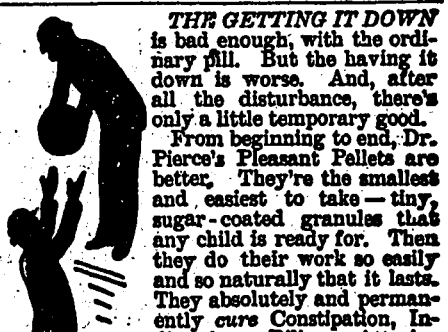 THE GETTING IT DOWN
is bad enough, with the ordi-
nary pill. But the having it
down is worse. And, after
all the disturbance, there's
only a little temporary good.
From beginning to end, Dr.
Pierce's Pleasant Pellets are
better. They're the smallest
and easiest to take — tiny,
sugar-coated granules that
any child is ready for. Then
they do their work so easily
and so naturally that it lasts.
They absolutely and perman-
ently cure Constipation, In-